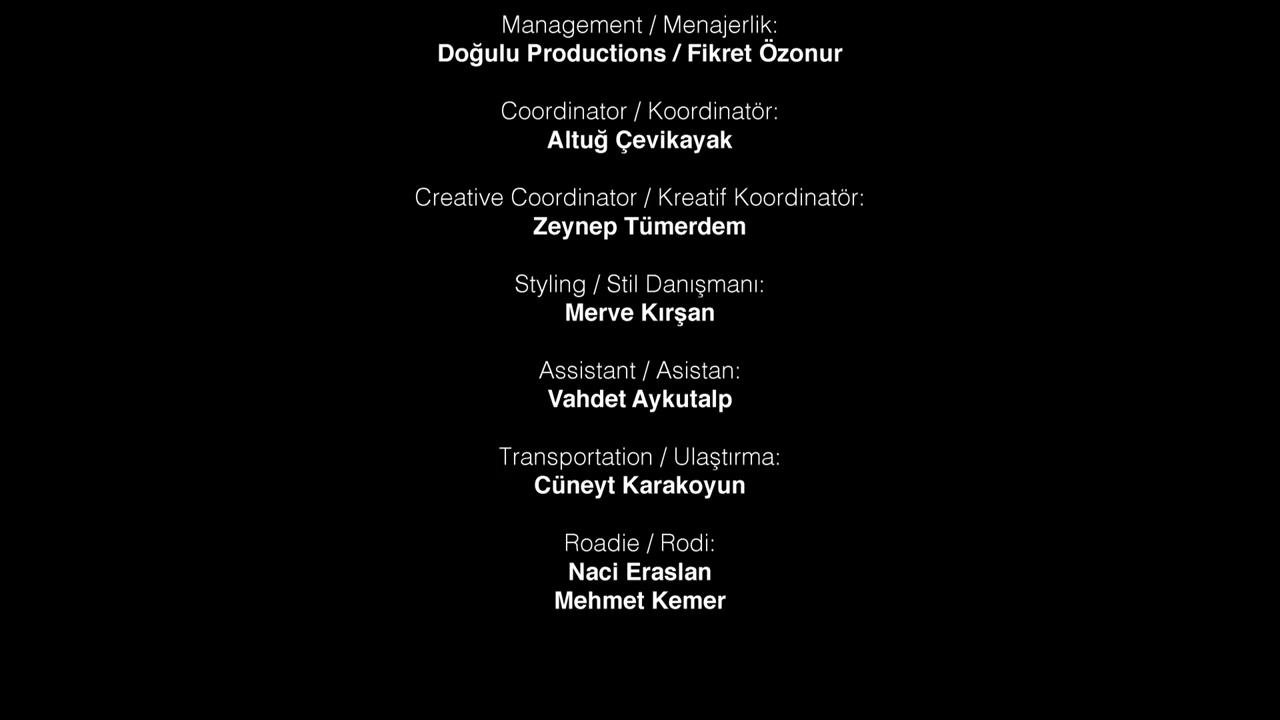 Management / Menajerlik:
Doğulu Productions / Fikret Özonur
Coordinator / Koordinatör:
Altuğ Çevikayak
Creative Coordinator / Kreatif Koordinatör:
Zeynep Tümerdem
Styling / Stil Danışmanı:
Merve Kırşan
Assistant / Asistan:
Vahdet Aykutalp
Transportation / Ulaştırma:
Cüneyt Karakoyun
Roadie / Rodi:
Naci Eraslan
Mehmet Kemer